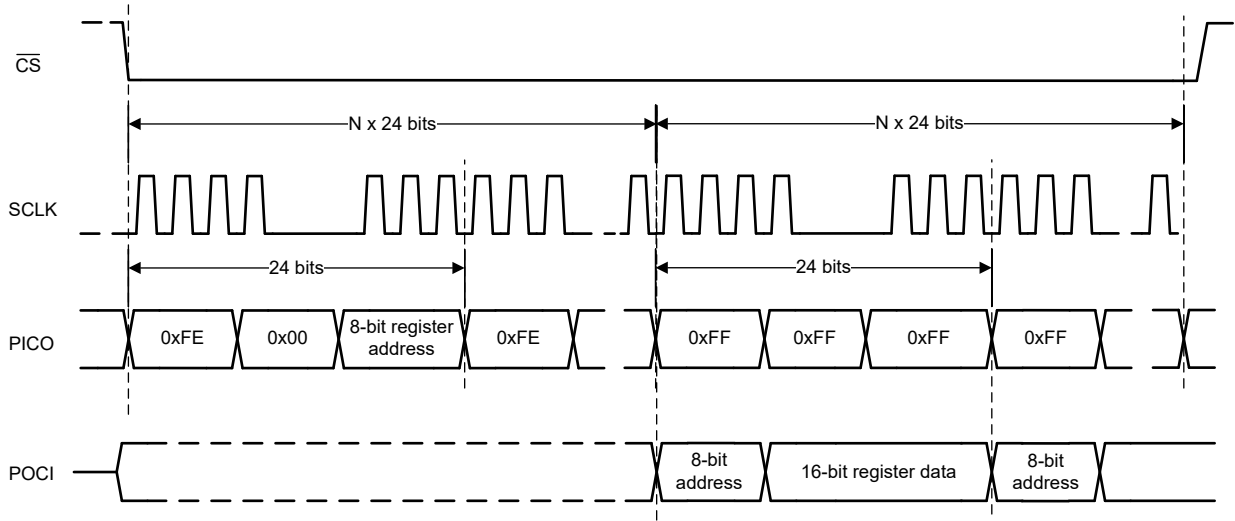 CS
N x 24 bits
N x 24 bits
SCLK
24 bits
24 bits
PICO
0xFE
0x00
8-bit register
address
0xFE
0xFF
0xFF
0xFF
0xFF
POCI
8-bit
address
16-bit register data
8-bit
address